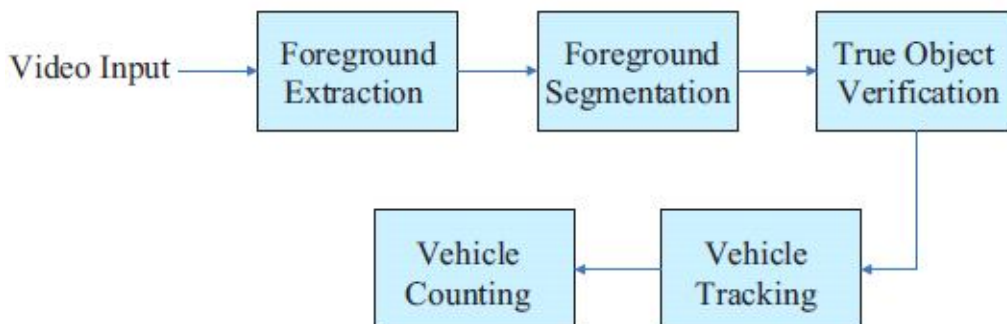 Video Input
Foreground
Extraction
Foreground
Segmentation
True Object
Verification
Vehicle
Counting
Vehicle
Tracking